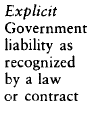 Explicit
Government
liability as
recognized
by a law
or contract